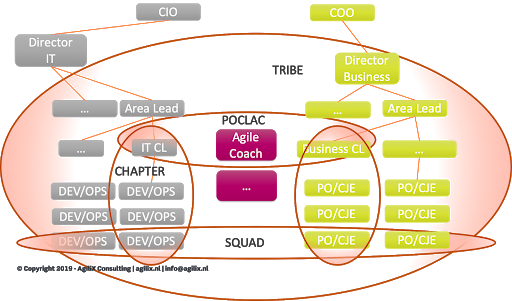 CIO
COO
Director
IT
TRIBE
Director
Business
...
Area Lead
...
Area Lead
POCLAC
...
IT CL
Agile
Coach
Business CL
...
CHAPTER
...
DEV/OPS
DEV/OPS
PO/CJE
PO/CJE
DEV/OPS
DEV/OPS
PO/CJE
PO/CJE
DEV/OPS
DEV/OPS
SQUAD
PO/CJE
PO/CJE
© Copyright 2019 - AgiliX Consulting | agilix.nl | info@agilix.nl